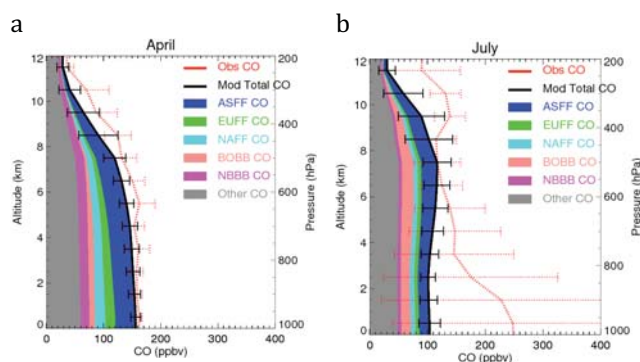 a
April
12
10
8
6
4
2
0
Altitude (km)
Obs CO
Mod Total CO
ASFF CO
EUFF CO
NAFF CO
BOBB CO
NBBB CO
Other CO
200
400
600
800
1000
Pressure (hPa)
0 100 200 300 400
CO (ppbv)
b
July
12
10
8
6
4
2
0
Altitude (km)
Obs CO
Mod Total CO
ASFF CO
EUFF CO
NAFF CO
BOBB CO
NBBB CO
Other CO
200
400
600
800
1000
Pressure (hPa)
0 100 200 300 400
CO (ppbv)